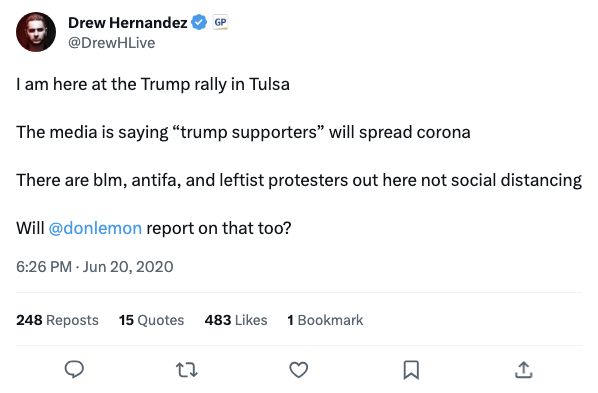 Drew Hernandez GP
@DrewHLive
I am here at the Trump rally in Tulsa
The media is saying “trump supporters” will spread corona
There are blm, antifa, and leftist protesters out here not social distancing
Will @donlemon report on that too?
6:26 PM · Jun 20, 2020
248 Reposts 15 Quotes 483 Likes 1 Bookmark